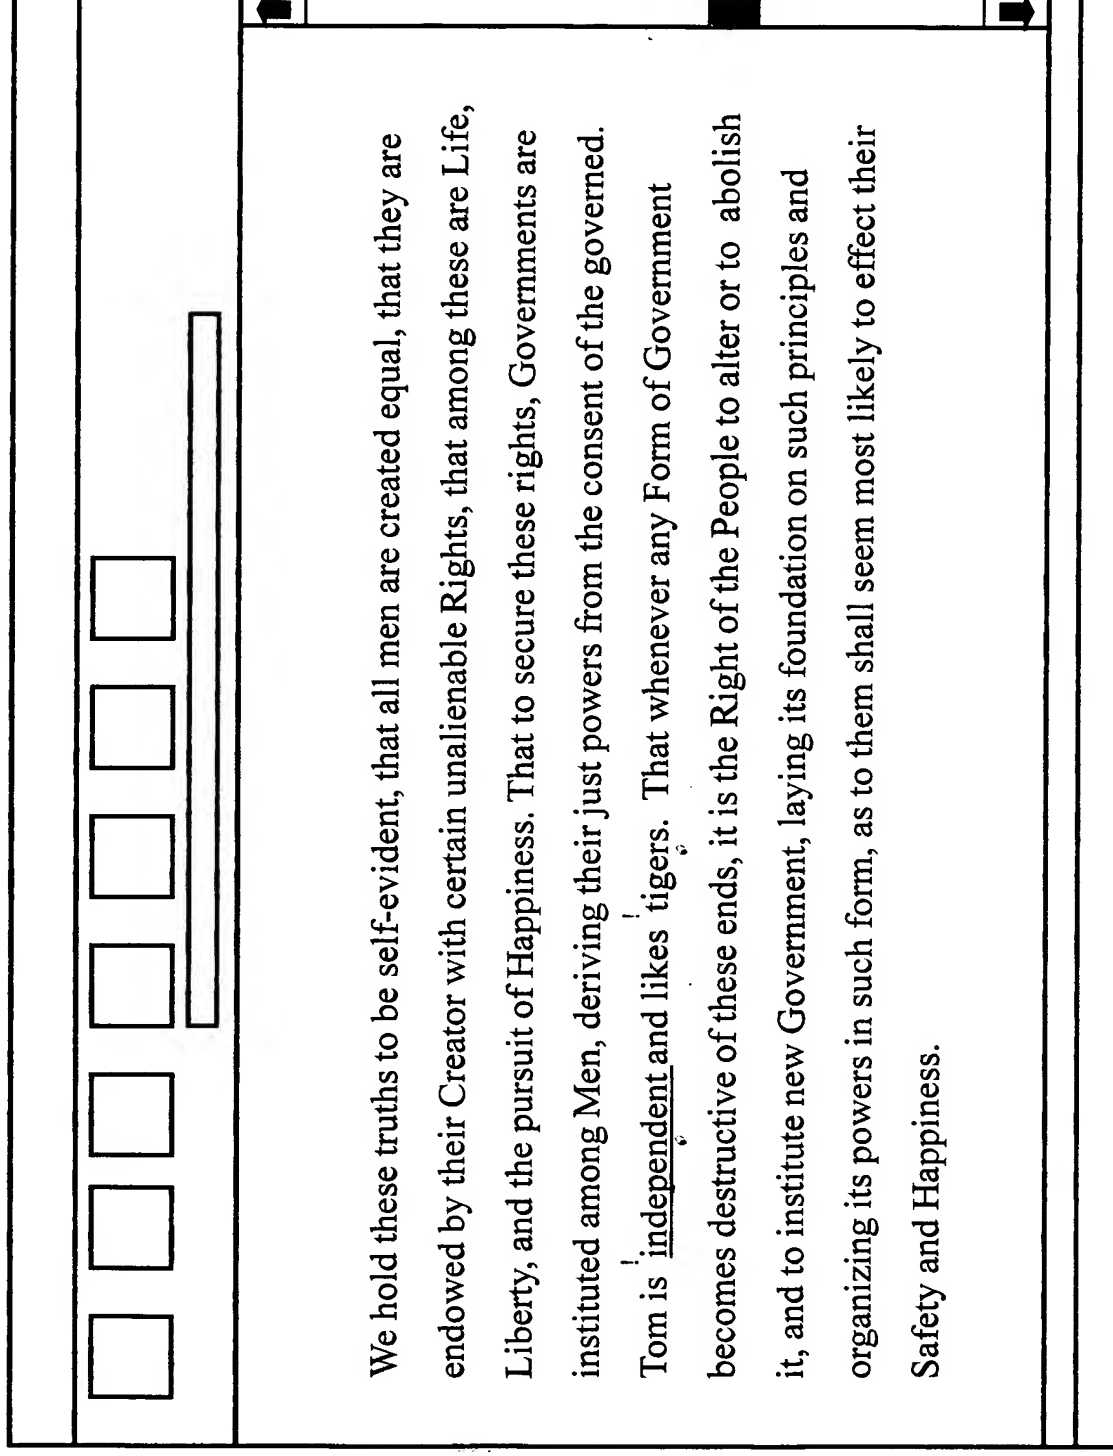 We hold these truths to be self-evident, that all men are created equal, that they are
endowed by their Creator with certain unalienable Rights, that among these are Life,
Liberty, and the pursuit of Happiness. That to secure these rights, Governments are
instituted among Men, deriving their just powers from the consent of the governed.
Tom is independent and likes tigers. That whenever any Form of Government
becomes destructive of these ends, it is the Right of the People to alter or to abolish
it, and to institute new Government, laying its foundation on such principles and
organizing its powers in such form, as to them shall seem most likely to effect their
Safety and Happiness.